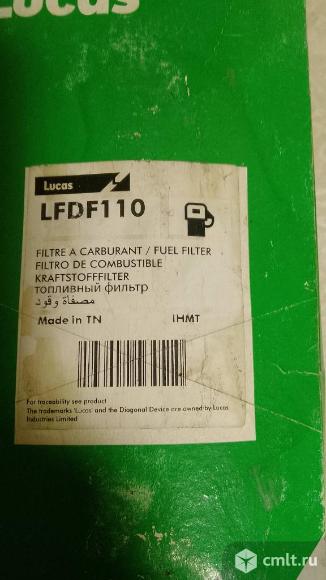 Lucas
Lucas
LFDF110
FILTRE A CARBURANT / FUEL FILTER
FILTRO DE COMBUSTIBLE
KRAFTSTOFFFILTER
ТОПЛИВНЫЙ фильтр
مصفاة وقود
Made in TN IHMT
For traceability see product
The trademarks 'Lucas' and the Diagonal Device are owned by Lucas
Industries Limited
cmlt.ru